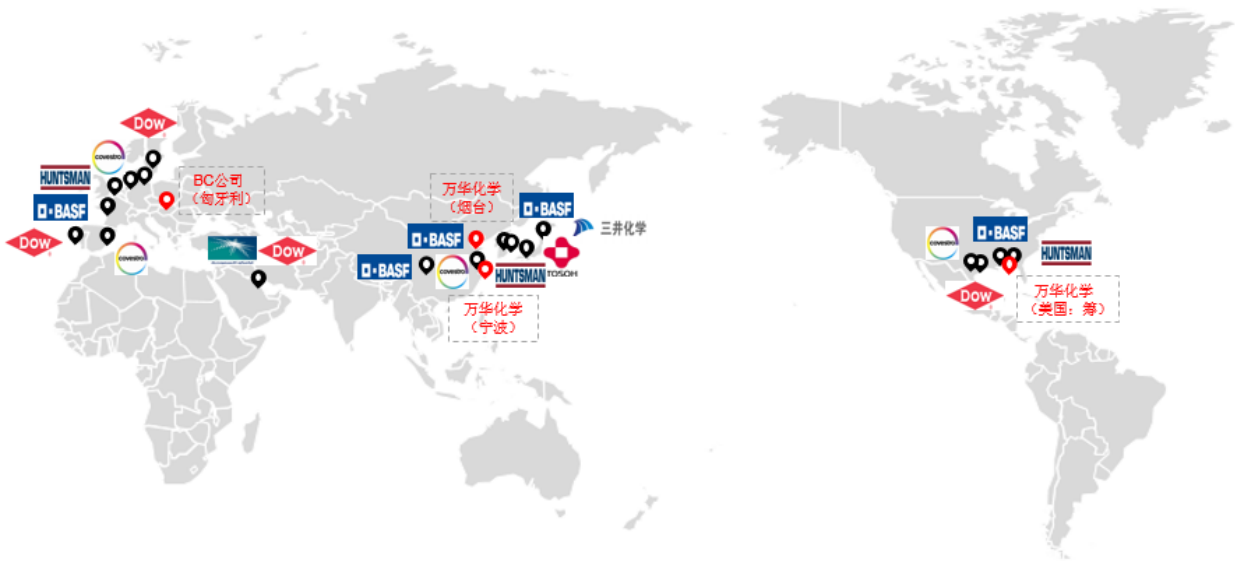 Dow
covestro
HUNTSMAN
BASF
Dow
covestro
BC公司
（匈牙利）
Dow
万华化学
（烟台）
BASF
BASF
BASF
covestro
三井化学
TOSOH
HUNTSMAN
万华化学
（宁波）
BASF
covestro
HUNTSMAN
Dow
万华化学
（美国：筹）